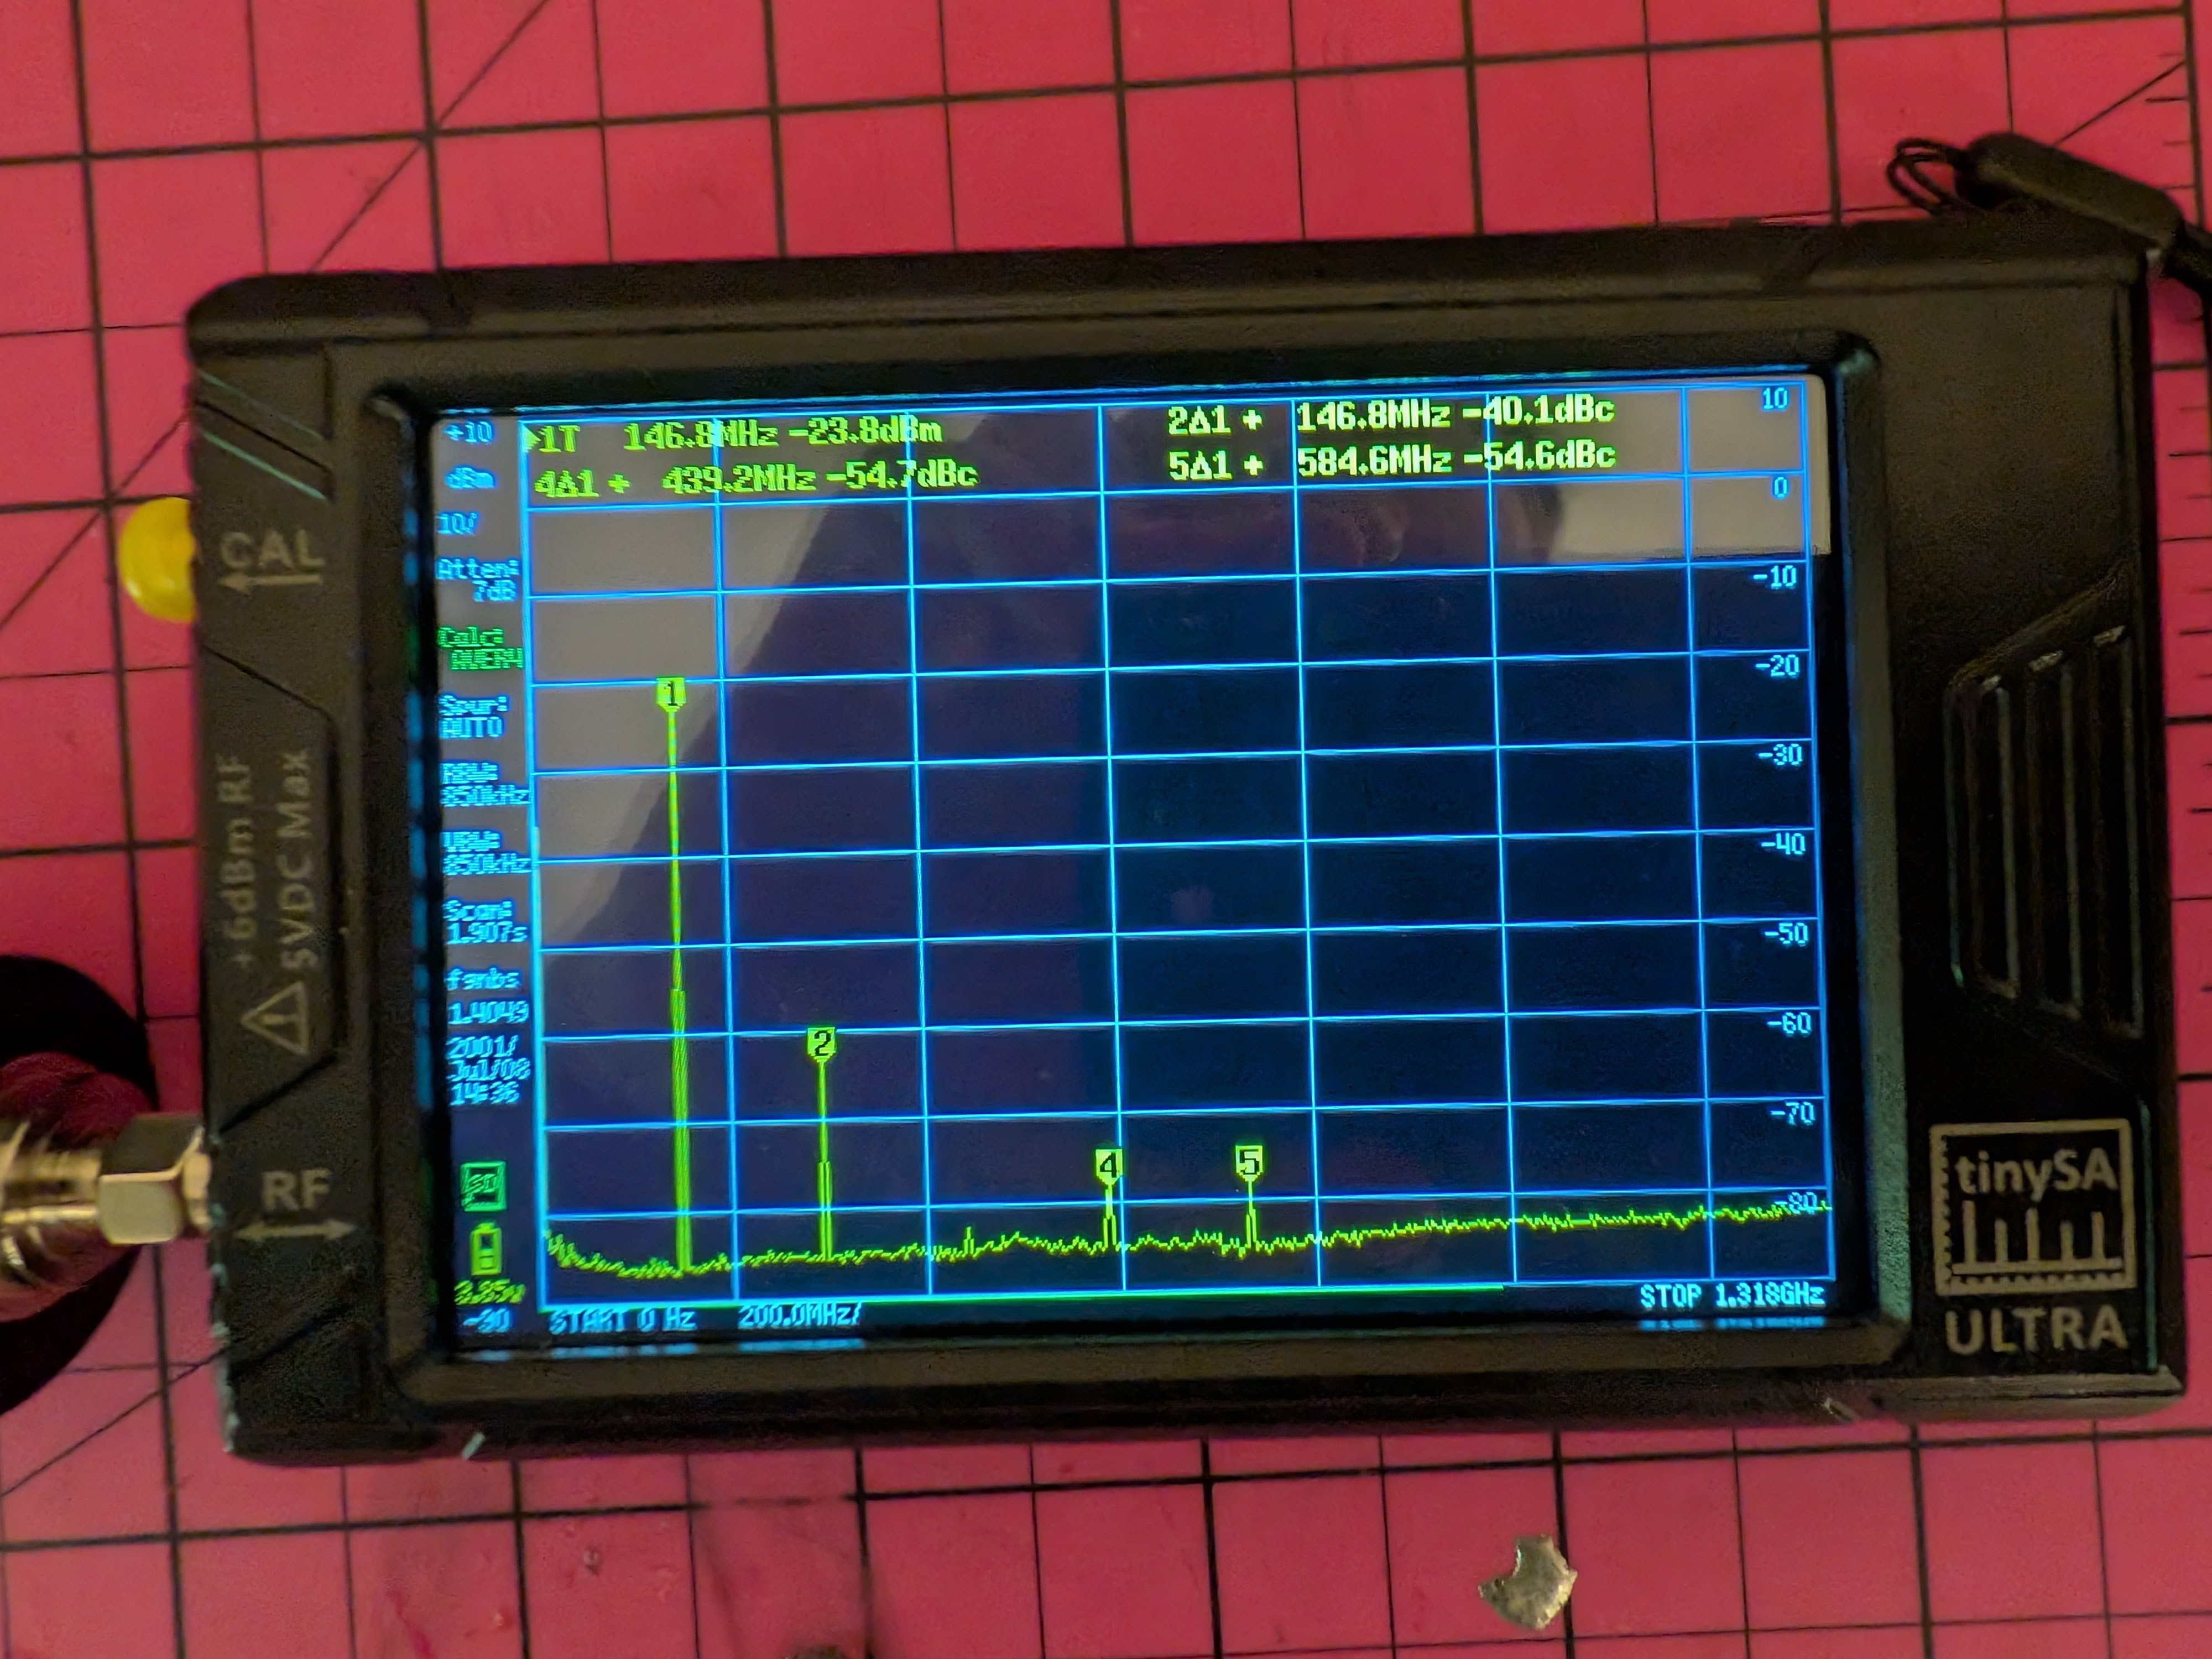 ▶1T 146.8MHz -23.8dBm
2Δ1 + 146.8MHz -40.1dBc
4Δ1 + 439.2MHz -54.7dBc
5Δ1 + 584.6MHz -54.6dBc
+10
dBm
10/
Atten:
7dB
Calc:
Spur:
AUTO
RBW:
850kHz
VBW:
850kHz
Scan:
1.907s
2001/
Jul/08
14:36
-90
10
0
-10
-20
-30
-40
-50
-60
-70
-80
1
2
4
5
START 0 Hz 200.0MHz/
STOP 1.318GHz
CAL
+6dBm RF
5VDC Max
RF
tinySA
ULTRA